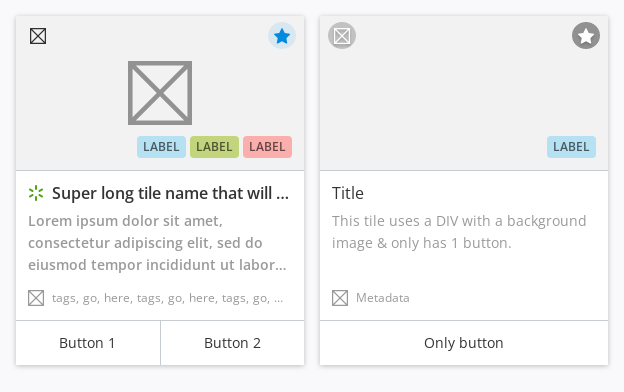 LABEL LABEL LABEL
Super long tile name that will ...
Lorem ipsum dolor sit amet,
consectetur adipiscing elit, sed do
eiusmod tempor incididunt ut labor...
tags, go, here, tags, go, here, tags, go, ...
Button 1 Button 2
LABEL
Title
This tile uses a DIV with a background
image & only has 1 button.
Metadata
Only button